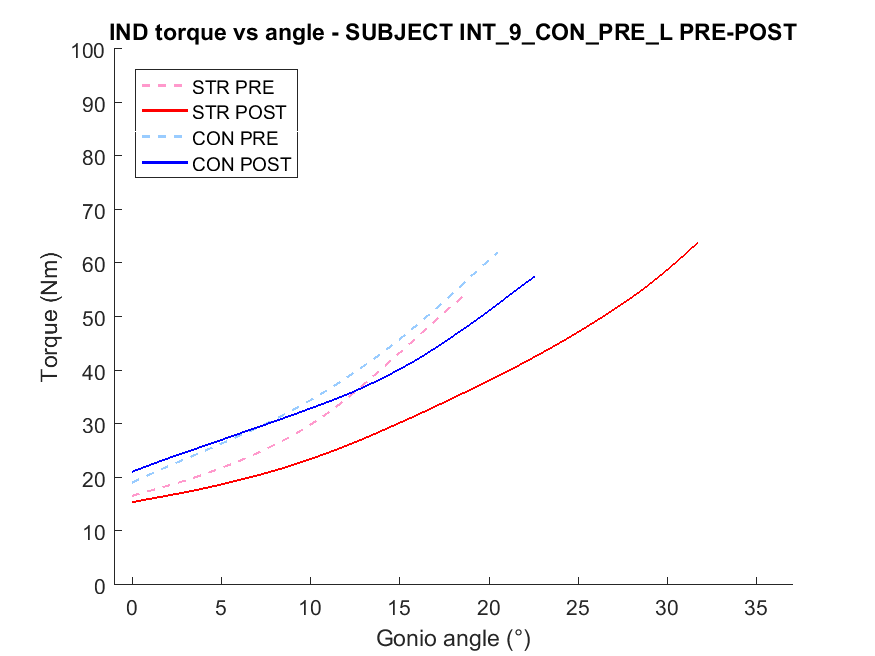 IND torque vs angle - SUBJECT INT_9_CON_PRE_L PRE-POST
100
90
80
70
60
50
40
30
20
10
0
STR PRE
STR POST
CON PRE
CON POST
Torque (Nm)
0 5 10 15 20 25 30 35
Gonio angle (°)